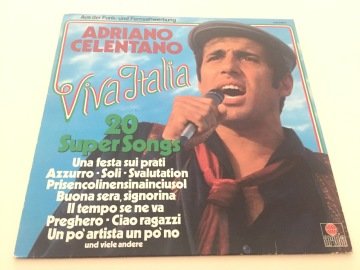 Aus der Funk- und Fernsehwerbung
ADRIANO
CELENTANO
Viva Italia
20
Super Songs
Una festa sui prati
Azzurro · Soli · Svalutation
Prisencolinensinainciusol
Buona sera, signorina
Il tempo se ne va
Preghero · Ciao ragazzi
Un po' artista un po' no
und viele andere